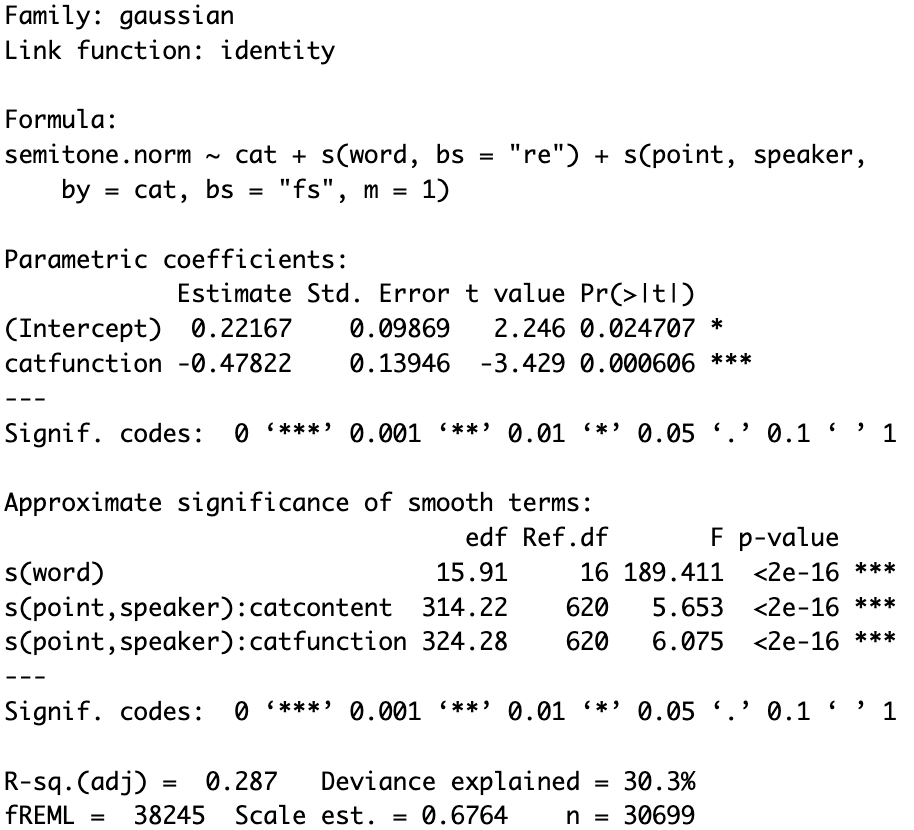 Family: gaussian
Link function: identity

Formula:
semitone.norm ~ cat + s(word, bs = "re") + s(point, speaker,
    by = cat, bs = "fs", m = 1)

Parametric coefficients:
            Estimate Std. Error t value Pr(>|t|)
(Intercept)  0.22167    0.09869   2.246 0.024707 *
catfunction -0.47822    0.13946  -3.429 0.000606 ***
---
Signif. codes:  0 ‘***’ 0.001 ‘**’ 0.01 ‘*’ 0.05 ‘.’ 0.1 ‘ ’ 1

Approximate significance of smooth terms:
                                edf Ref.df       F p-value
s(word)                       15.91     16 189.411  <2e-16 ***
s(point,speaker):catcontent  314.22    620   5.653  <2e-16 ***
s(point,speaker):catfunction 324.28    620   6.075  <2e-16 ***
---
Signif. codes:  0 ‘***’ 0.001 ‘**’ 0.01 ‘*’ 0.05 ‘.’ 0.1 ‘ ’ 1

R-sq.(adj) =  0.287   Deviance explained = 30.3%
fREML =  38245  Scale est. = 0.6764    n = 30699